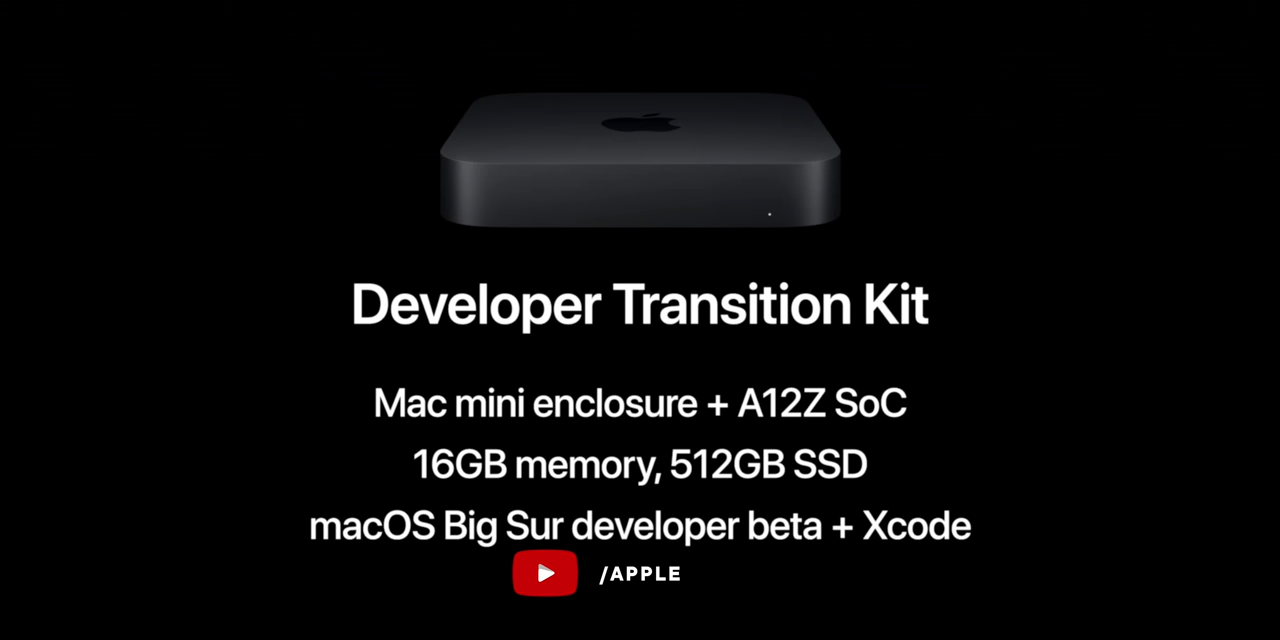 Developer Transition Kit
Mac mini enclosure + A12Z SoC
16GB memory, 512GB SSD
macOS Big Sur developer beta + Xcode
/APPLE